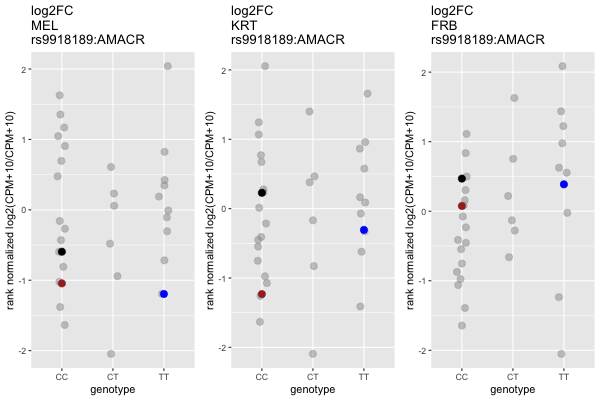 log2FC
MEL
rs9918189:AMACR
rank normalized log2(CPM+10/CPM+10)
2
1
0
-1
-2
CC
CT
TT
genotype
log2FC
KRT
rs9918189:AMACR
rank normalized log2(CPM+10/CPM+10)
2
1
0
-1
-2
CC
CT
TT
genotype
log2FC
FRB
rs9918189:AMACR
rank normalized log2(CPM+10/CPM+10)
2
1
0
-1
-2
CC
CT
TT
genotype